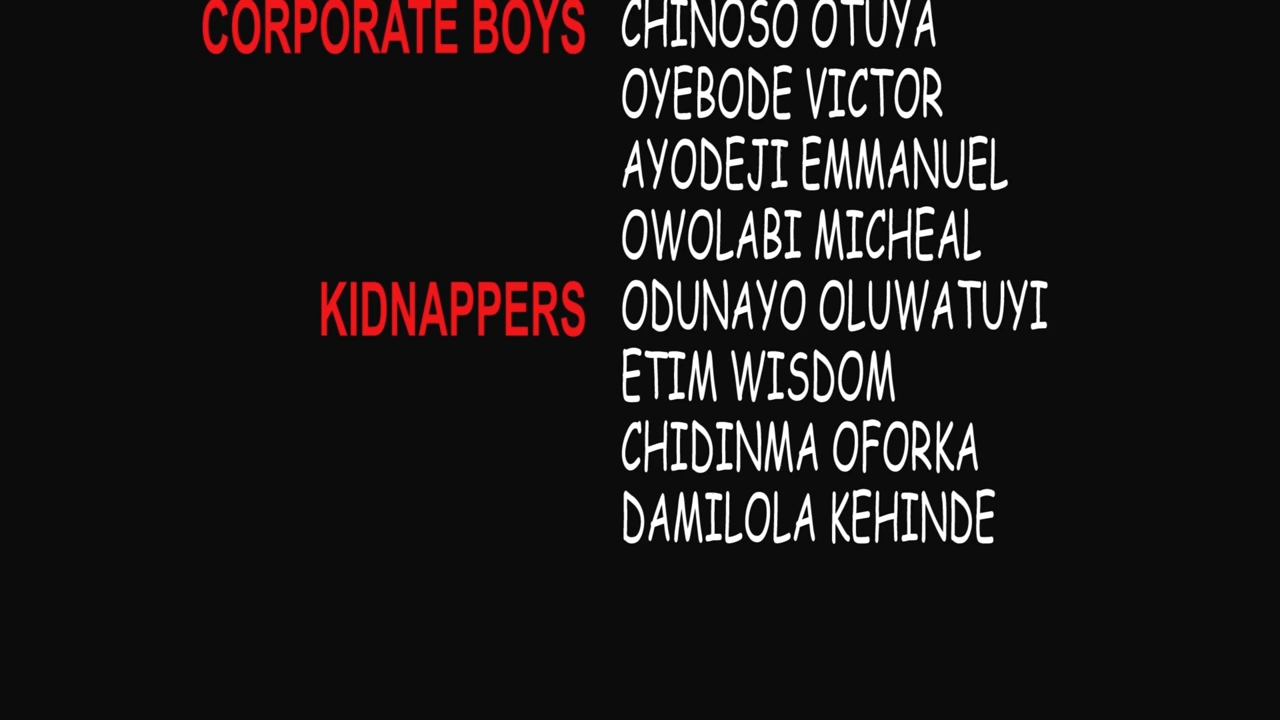 CORPORATE BOYS CHINOSO OTUYA
OYEBODE VICTOR
AYODEJI EMMANUEL
OWOLABI MICHEAL
KIDNAPPERS ODUNAYO OLUWATUYI
ETIM WISDOM
CHIDINMA OFORKA
DAMILOLA KEHINDE